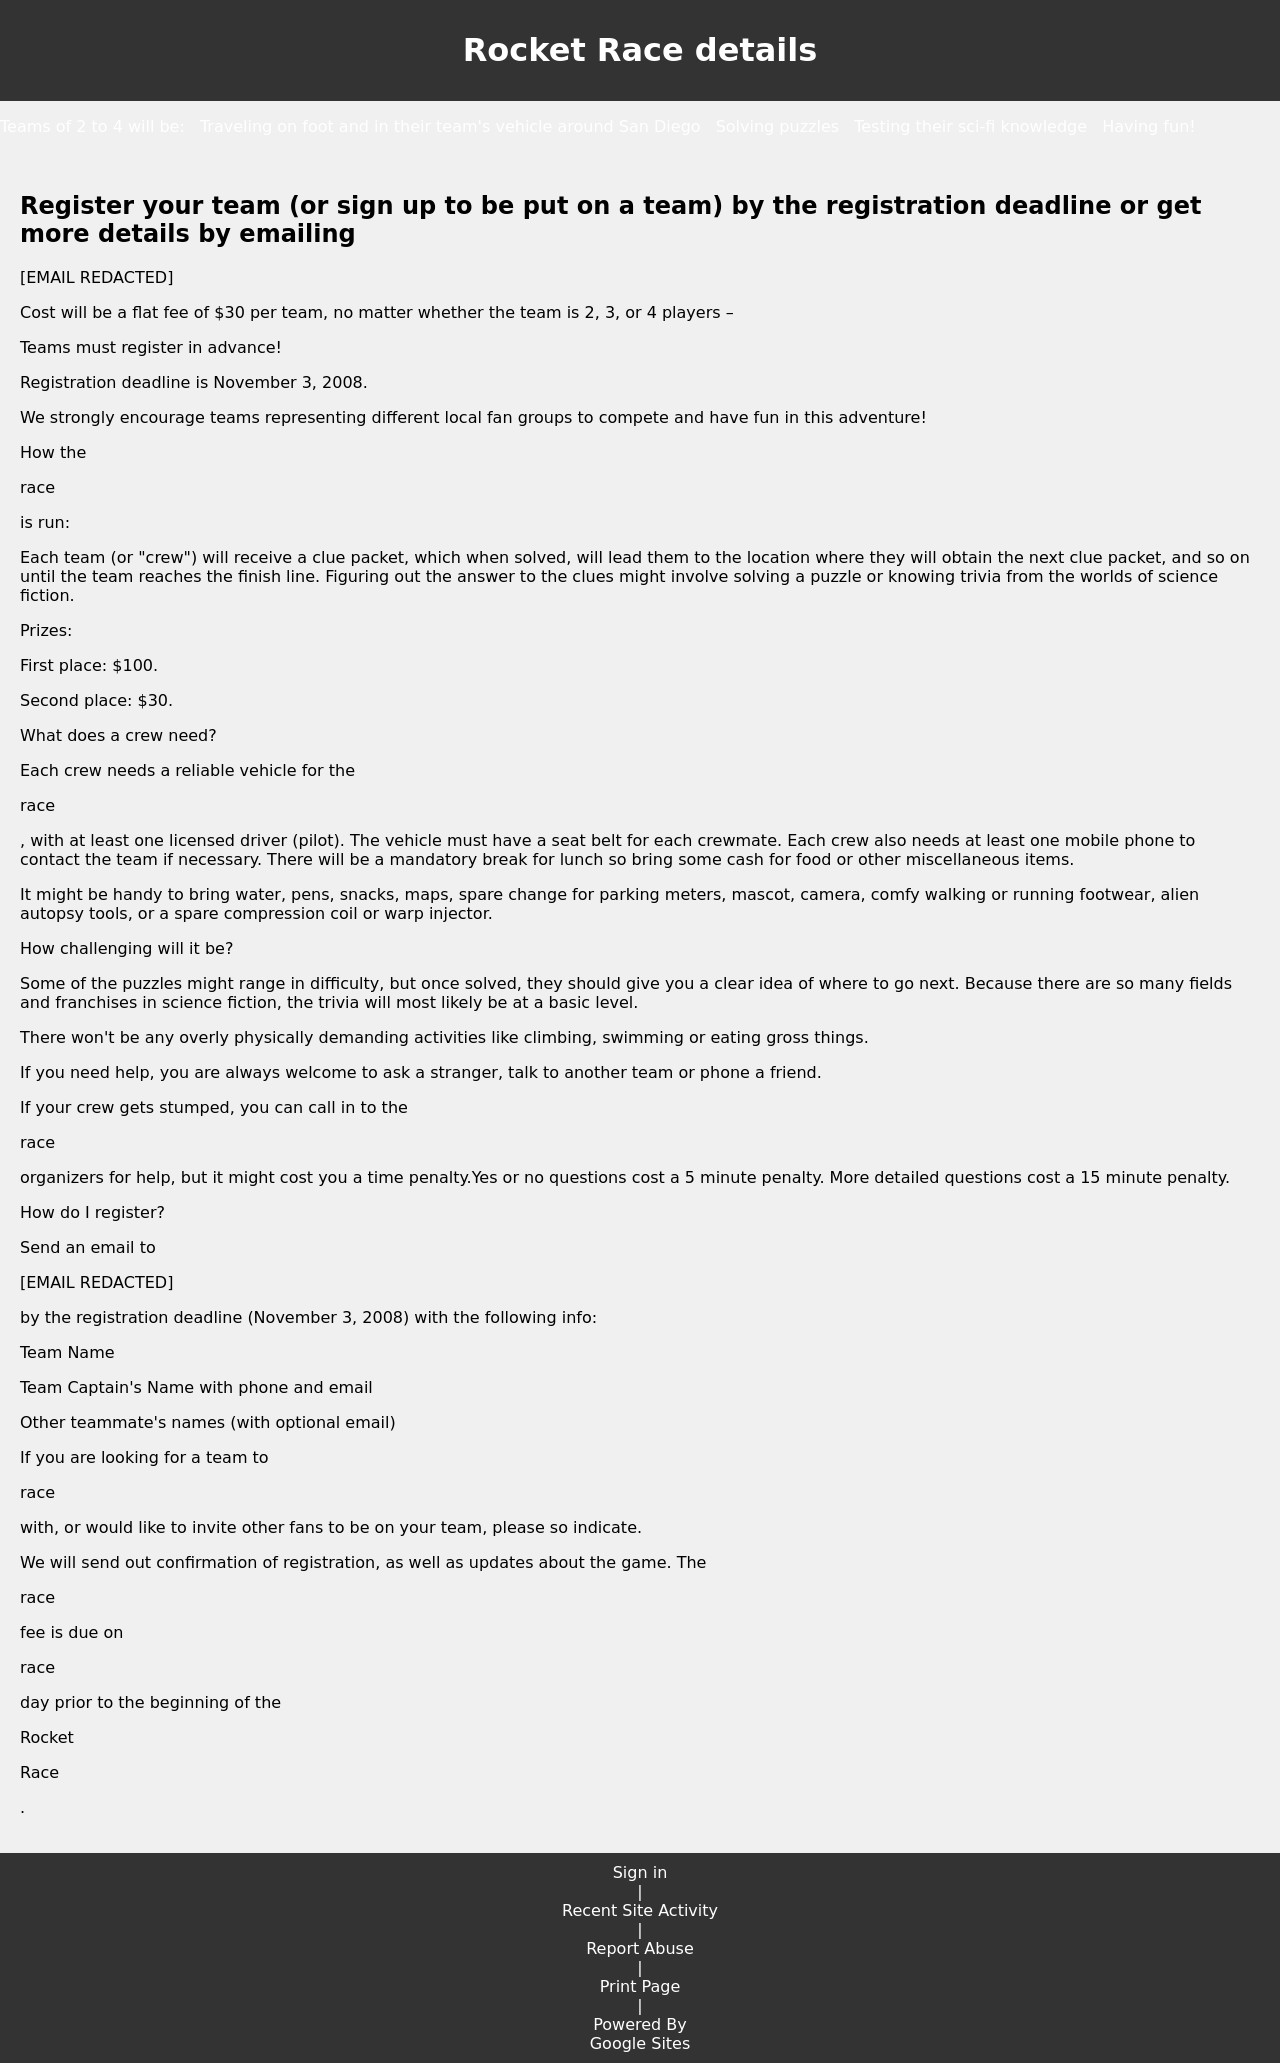 Rocket Race details
Teams of 2 to 4 will be: Traveling on foot and in their team's vehicle around San Diego Solving puzzles Testing their sci-fi knowledge Having fun!
Register your team (or sign up to be put on a team) by the registration deadline or get
more details by emailing
[EMAIL REDACTED]
Cost will be a flat fee of $30 per team, no matter whether the team is 2, 3, or 4 players –
Teams must register in advance!
Registration deadline is November 3, 2008.
We strongly encourage teams representing different local fan groups to compete and have fun in this adventure!
How the
race
is run:
Each team (or "crew") will receive a clue packet, which when solved, will lead them to the location where they will obtain the next clue packet, and so on
until the team reaches the finish line. Figuring out the answer to the clues might involve solving a puzzle or knowing trivia from the worlds of science
fiction.
Prizes:
First place: $100.
Second place: $30.
What does a crew need?
Each crew needs a reliable vehicle for the
race
, with at least one licensed driver (pilot). The vehicle must have a seat belt for each crewmate. Each crew also needs at least one mobile phone to
contact the team if necessary. There will be a mandatory break for lunch so bring some cash for food or other miscellaneous items.
It might be handy to bring water, pens, snacks, maps, spare change for parking meters, mascot, camera, comfy walking or running footwear, alien
autopsy tools, or a spare compression coil or warp injector.
How challenging will it be?
Some of the puzzles might range in difficulty, but once solved, they should give you a clear idea of where to go next. Because there are so many fields
and franchises in science fiction, the trivia will most likely be at a basic level.
There won't be any overly physically demanding activities like climbing, swimming or eating gross things.
If you need help, you are always welcome to ask a stranger, talk to another team or phone a friend.
If your crew gets stumped, you can call in to the
race
organizers for help, but it might cost you a time penalty.Yes or no questions cost a 5 minute penalty. More detailed questions cost a 15 minute penalty.
How do I register?
Send an email to
[EMAIL REDACTED]
by the registration deadline (November 3, 2008) with the following info:
Team Name
Team Captain's Name with phone and email
Other teammate's names (with optional email)
If you are looking for a team to
race
with, or would like to invite other fans to be on your team, please so indicate.
We will send out confirmation of registration, as well as updates about the game. The
race
fee is due on
race
day prior to the beginning of the
Rocket
Race
.
Sign in
|
Recent Site Activity
|
Report Abuse
|
Print Page
|
Powered By
Google Sites